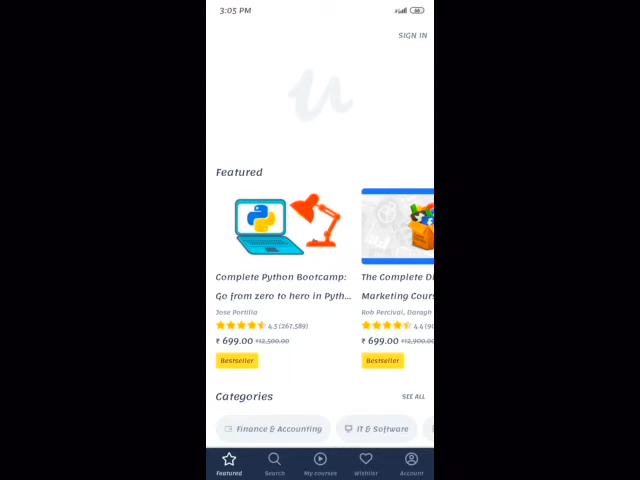 3:05 PM
SIGN IN
u
Featured
Complete Python Bootcamp:
Go from zero to hero in Pyth...
Jose Portilla
4.5 (267,589)
₹ 699.00 ₹12,500.00
Bestseller
The Complete Di
Marketing Cours
Rob Percival, Daragh
4.4 (90
₹ 699.00 ₹12,900.00
Bestseller
Categories
SEE ALL
Finance & Accounting
IT & Software
Featured
Search
My courses
Wishlist
Account